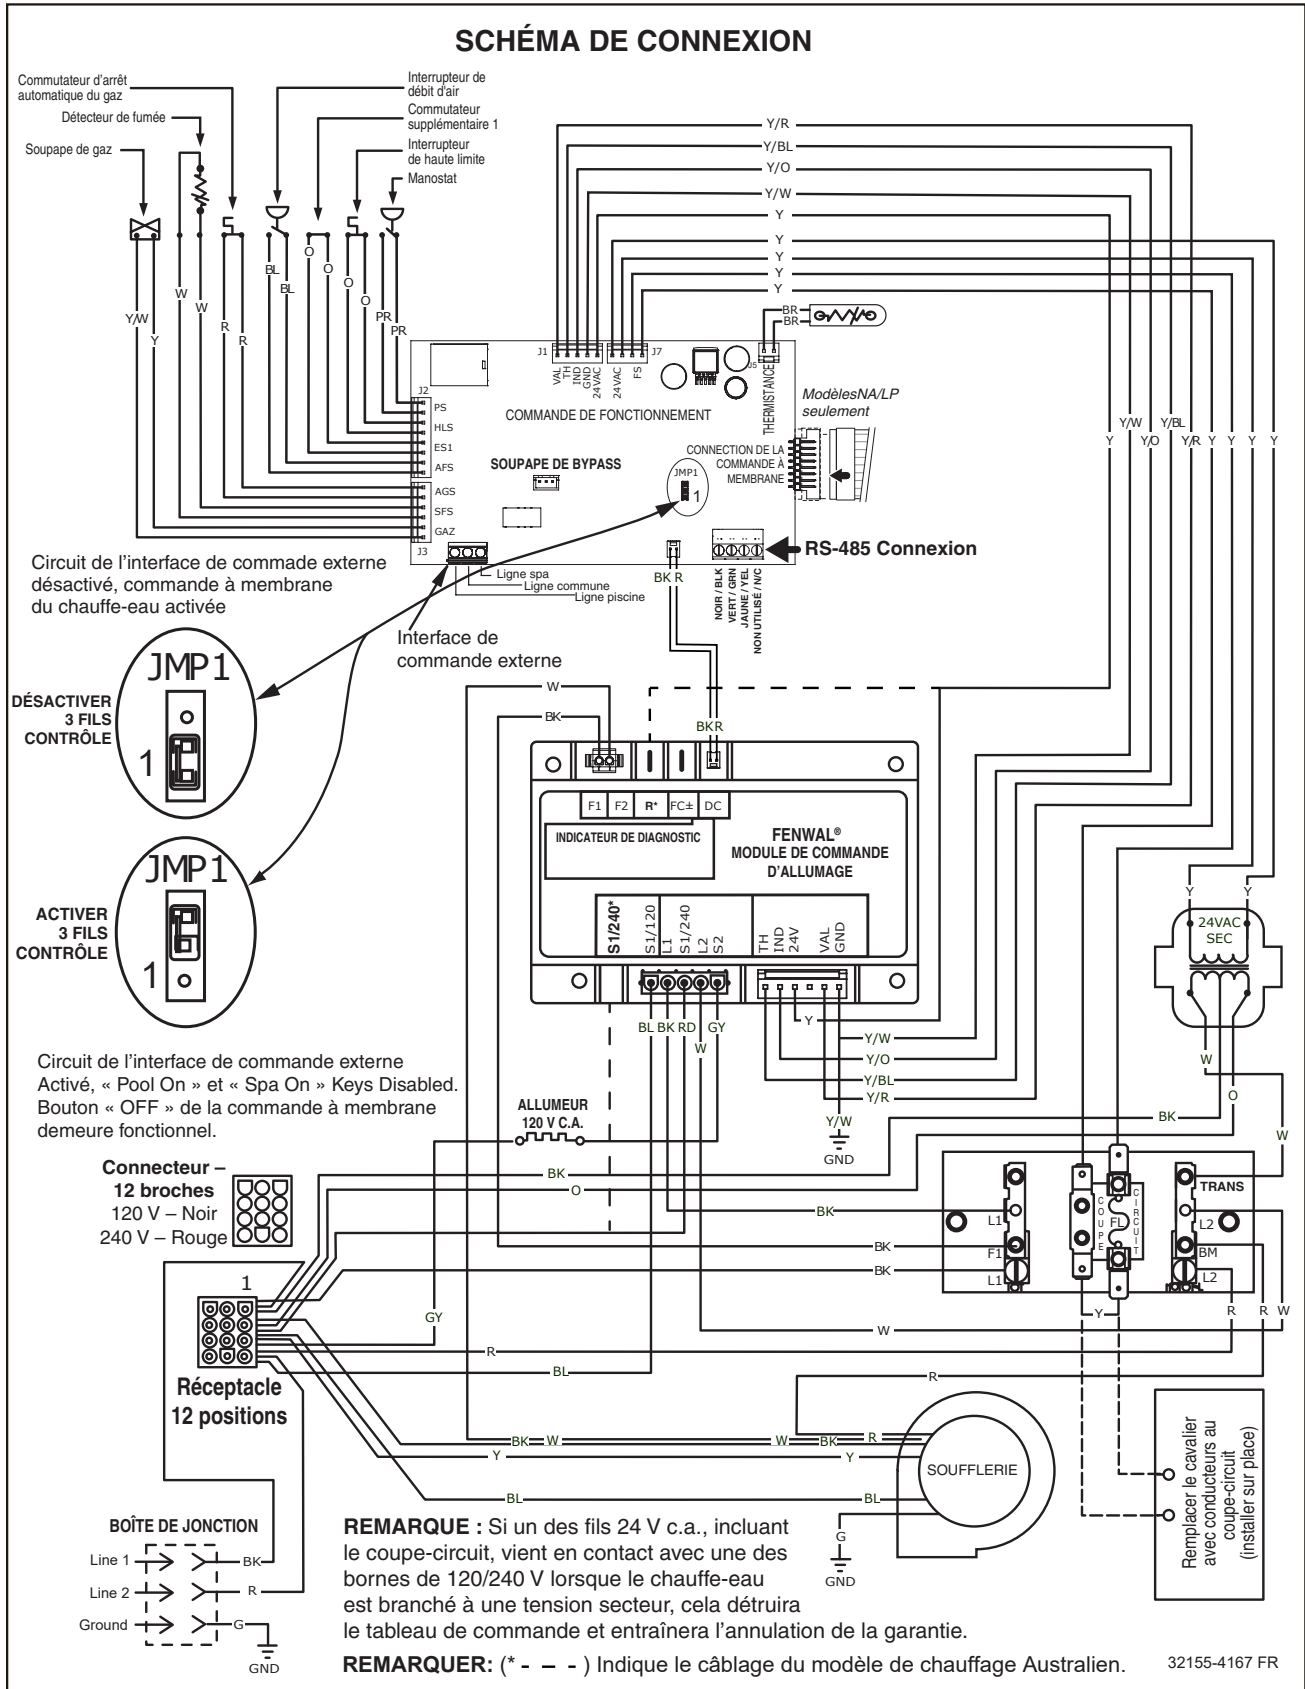 SCHÉMA DE CONNEXION
Commutateur d'arrêt
automatique du gaz
Détecteur de fumée
Soupape de gaz
Interrupteur de
débit d'air
Commutateur
supplémentaire 1
Interrupteur
de haute limite
Manostat
Y/R
Y/BL
Y/O
Y/W
Y
Y
Y
Y
Y
BL
BL
O
O
O
O
W
W
Y/W
Y
R
R
PR
PR
BR
BR
J1
J7
J5
J2
J3
VAL
TH
IND
GND
24VAC
24VAC
FS
THERMISTANCE
PS
HLS
ES1
AFS
AGS
SFS
GAZ
COMMANDE DE FONCTIONNEMENT
SOUPAPE DE BYPASS
CONNECTION DE LA
COMMANDE À
MEMBRANE
JMP1
1
ModèlesNA/LP
seulement
Y
Y/W
Y/O
Y/BL
Y/R
Y
Y
Y
Y
RS-485 Connexion
NOIR / BLK
VERT / GRN
JAUNE / YEL
NON UTILISÉ / N/C
BK R
Ligne spa
Ligne commune
Ligne piscine
Circuit de l'interface de commade externe
désactivé, commande à membrane
du chauffe-eau activée
Interface de
commande externe
JMP1
1
DÉSACTIVER
3 FILS
CONTRÔLE
JMP1
1
ACTIVER
3 FILS
CONTRÔLE
W
BK
BKR
F1
F2
R*
FC±
DC
INDICATEUR DE DIAGNOSTIC
FENWAL®
MODULE DE COMMANDE
D'ALLUMAGE
S1/240*
S1/120
L1
S1/240
L2
S2
TH
IND
24V
VAL
GND
BL BK RD GY
W
Y
Y/W
Y/O
Y/BL
Y/R
Y/W
GND
Y
Y
24VAC
SEC
W
O
W
BK
Circuit de l'interface de commande externe
Activé, « Pool On » et « Spa On » Keys Disabled.
Bouton « OFF » de la commande à membrane
demeure fonctionnel.
ALLUMEUR
120 V C.A.
Connecteur –
12 broches
120 V – Noir
240 V – Rouge
BK
O
BK
BK
BK
L1
F1
L1
COUPE
CIRCUIT
FL
TRANS
L2
BM
L2
Y
R
R
W
1
Réceptacle
12 positions
GY
W
R
BL
R
BK
W
W
BK
R
Y
Y
BL
BL
SOUFFLERIE
G
GND
Remplacer le cavalier
avec conducteurs au
coupe-circuit
(installer sur place)
BOÎTE DE JONCTION
Line 1
BK
Line 2
R
Ground
G
GND
REMARQUE : Si un des fils 24 V c.a., incluant
le coupe-circuit, vient en contact avec une des
bornes de 120/240 V lorsque le chauffe-eau
est branché à une tension secteur, cela détruira
le tableau de commande et entraînera l'annulation de la garantie.
REMARQUER: (* - – - ) Indique le câblage du modèle de chauffage Australien.
32155-4167 FR